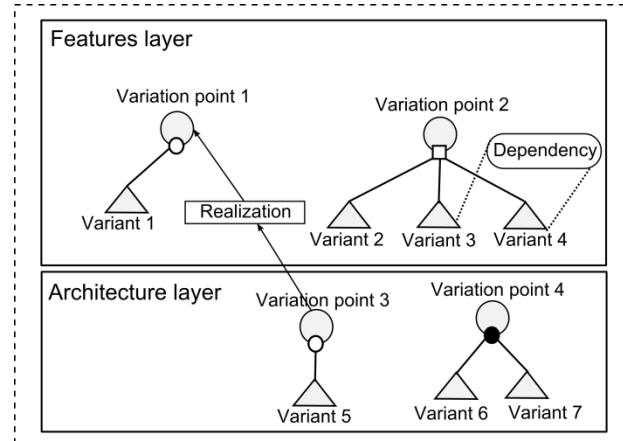 Features layer
Variation point 1
Variation point 2
Dependency
Realization
Variant 1
Variant 2
Variant 3
Variant 4
Architecture layer
Variation point 3
Variation point 4
Variant 5
Variant 6
Variant 7